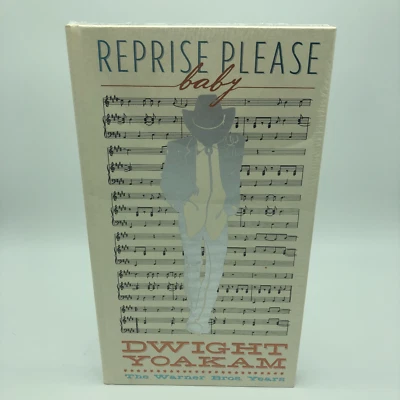 REPRISE PLEASE
baby
DWIGHT
YOAKAM
The Warner Bros. Years